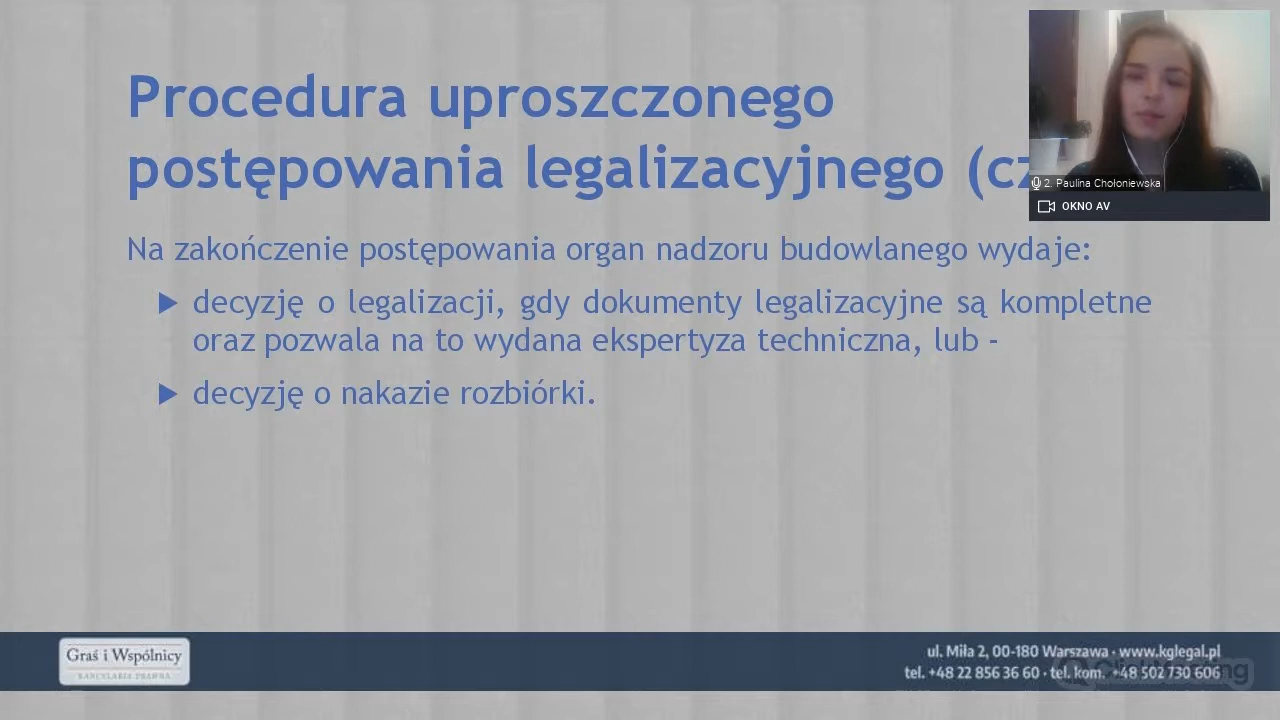 Procedura uproszczonego
postępowania legalizacyjnego (cz
2. Paulina Chołoniewska
OKNO AV
Na zakończenie postępowania organ nadzoru budowlanego wydaje:
decyzję o legalizacji, gdy dokumenty legalizacyjne są kompletne
oraz pozwala na to wydana ekspertyza techniczna, lub -
decyzję o nakazie rozbiórki.
Graś i Wspólnicy
KANCELARIA PRAWNA
ul. Miła 2, 00-180 Warszawa · www.kglegal.pl
tel. +48 22 856 36 60 · tel. kom. +48 502 730 606